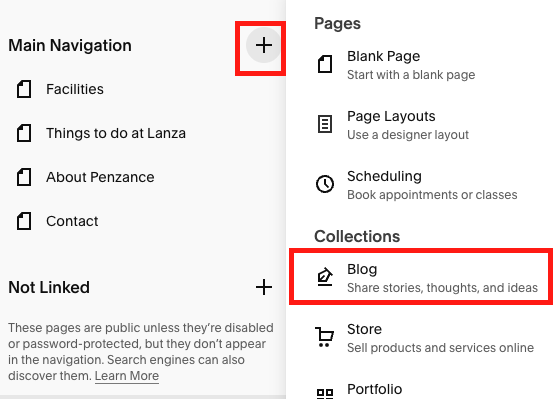 Main Navigation
Facilities
Things to do at Lanza
About Penzance
Contact
Not Linked
These pages are public unless they’re disabled
or password-protected, but they don’t appear
in the navigation. Search engines can also
discover them. Learn More
Pages
Blank Page
Start with a blank page
Page Layouts
Use a designer layout
Scheduling
Book appointments or classes
Collections
Blog
Share stories, thoughts, and ideas
Store
Sell products and services online
Portfolio